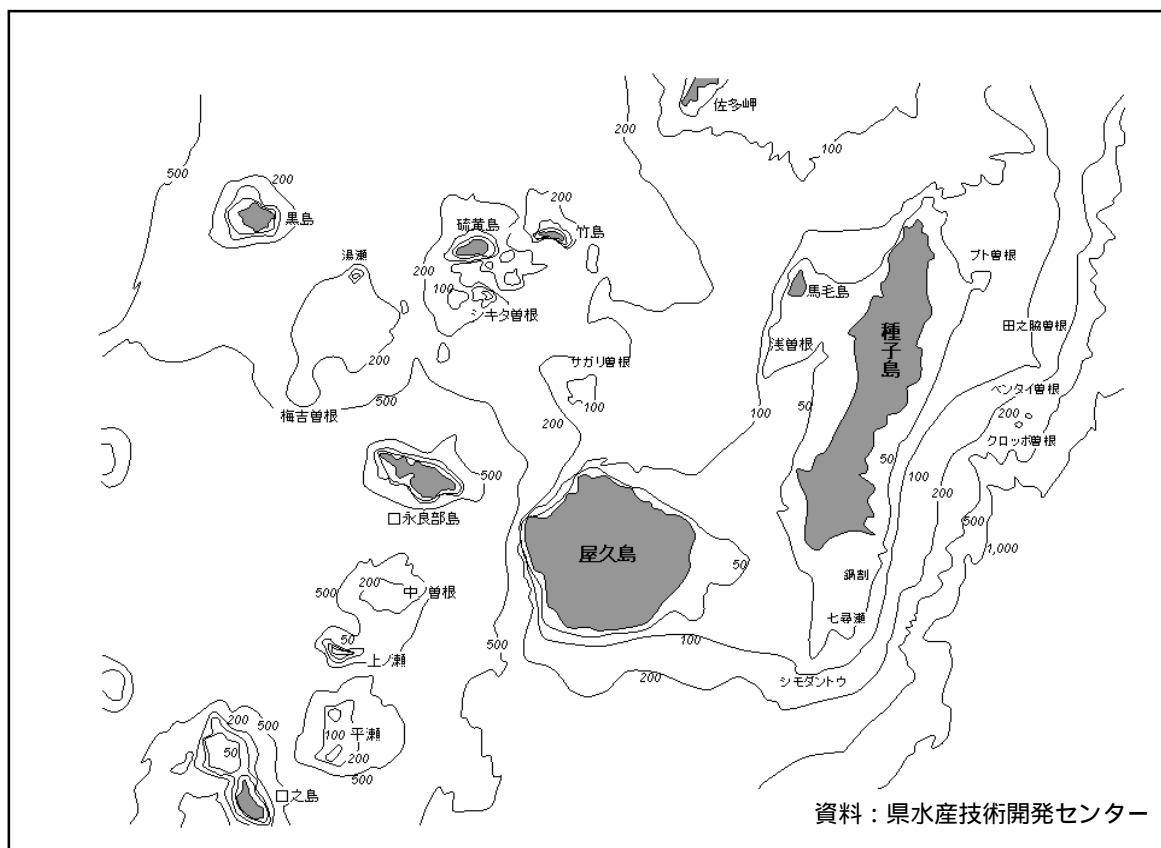 佐多岬
100
200
500
200
黒島
硫黄島
200
竹島
湯瀬
200
100
シキタ曽根
ブト曽根
馬毛島
種子島
田之脇曽根
浅曽根
200
サガリ曽根
100
梅吉曽根
500
200
100
50
ベンタイ曽根
200
クロッポ曽根
500
口永良部島
50
100
200
500
1,000
屋久島
50
鍋割
七尋瀬
500
200
中ノ曽根
50
上ノ瀬
500
100
200
シモダントウ
200
500
50
100
平瀬
200
500
口之島
資料：県水産技術開発センター